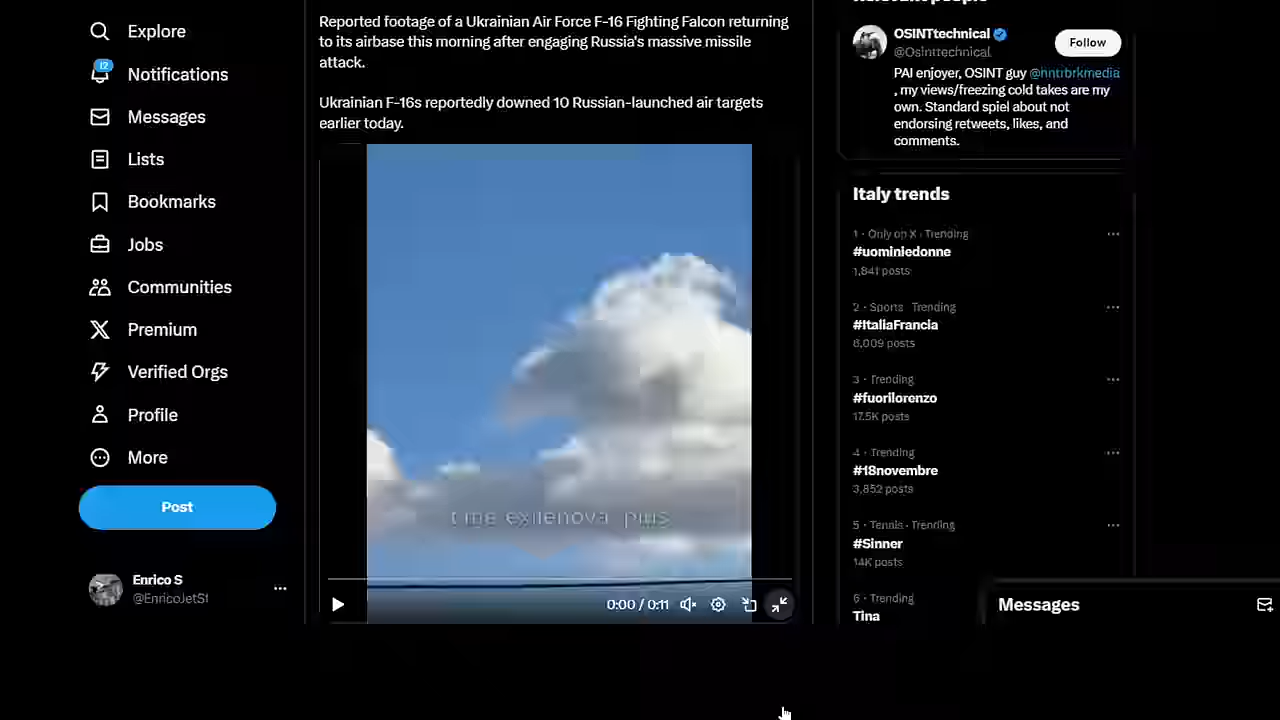 Explore
12
Notifications
Messages
Lists
Bookmarks
Jobs
Communities
Premium
Verified Orgs
Profile
More
Post
Enrico S
@EnricoJetSt
Reported footage of a Ukrainian Air Force F-16 Fighting Falcon returning
to its airbase this morning after engaging Russia's massive missile
attack.
Ukrainian F-16s reportedly downed 10 Russian-launched air targets
earlier today.
exilenova
0:00 / 0:11
OSINTtechnical
@Osinttechnical
Follow
PAI enjoyer, OSINT guy @hntrbrkmedia
, my views/freezing cold takes are my
own. Standard spiel about not
endorsing retweets, likes, and
comments.
Italy trends
1 · Only on X · Trending
#uominiedonne
1,841 posts
2 · Sports · Trending
#ItaliaFrancia
6,009 posts
3 · Trending
#fuorilorenzo
17.5K posts
4 · Trending
#18novembre
3,852 posts
5 · Tennis · Trending
#Sinner
14K posts
6 · Trending
Tina
Messages